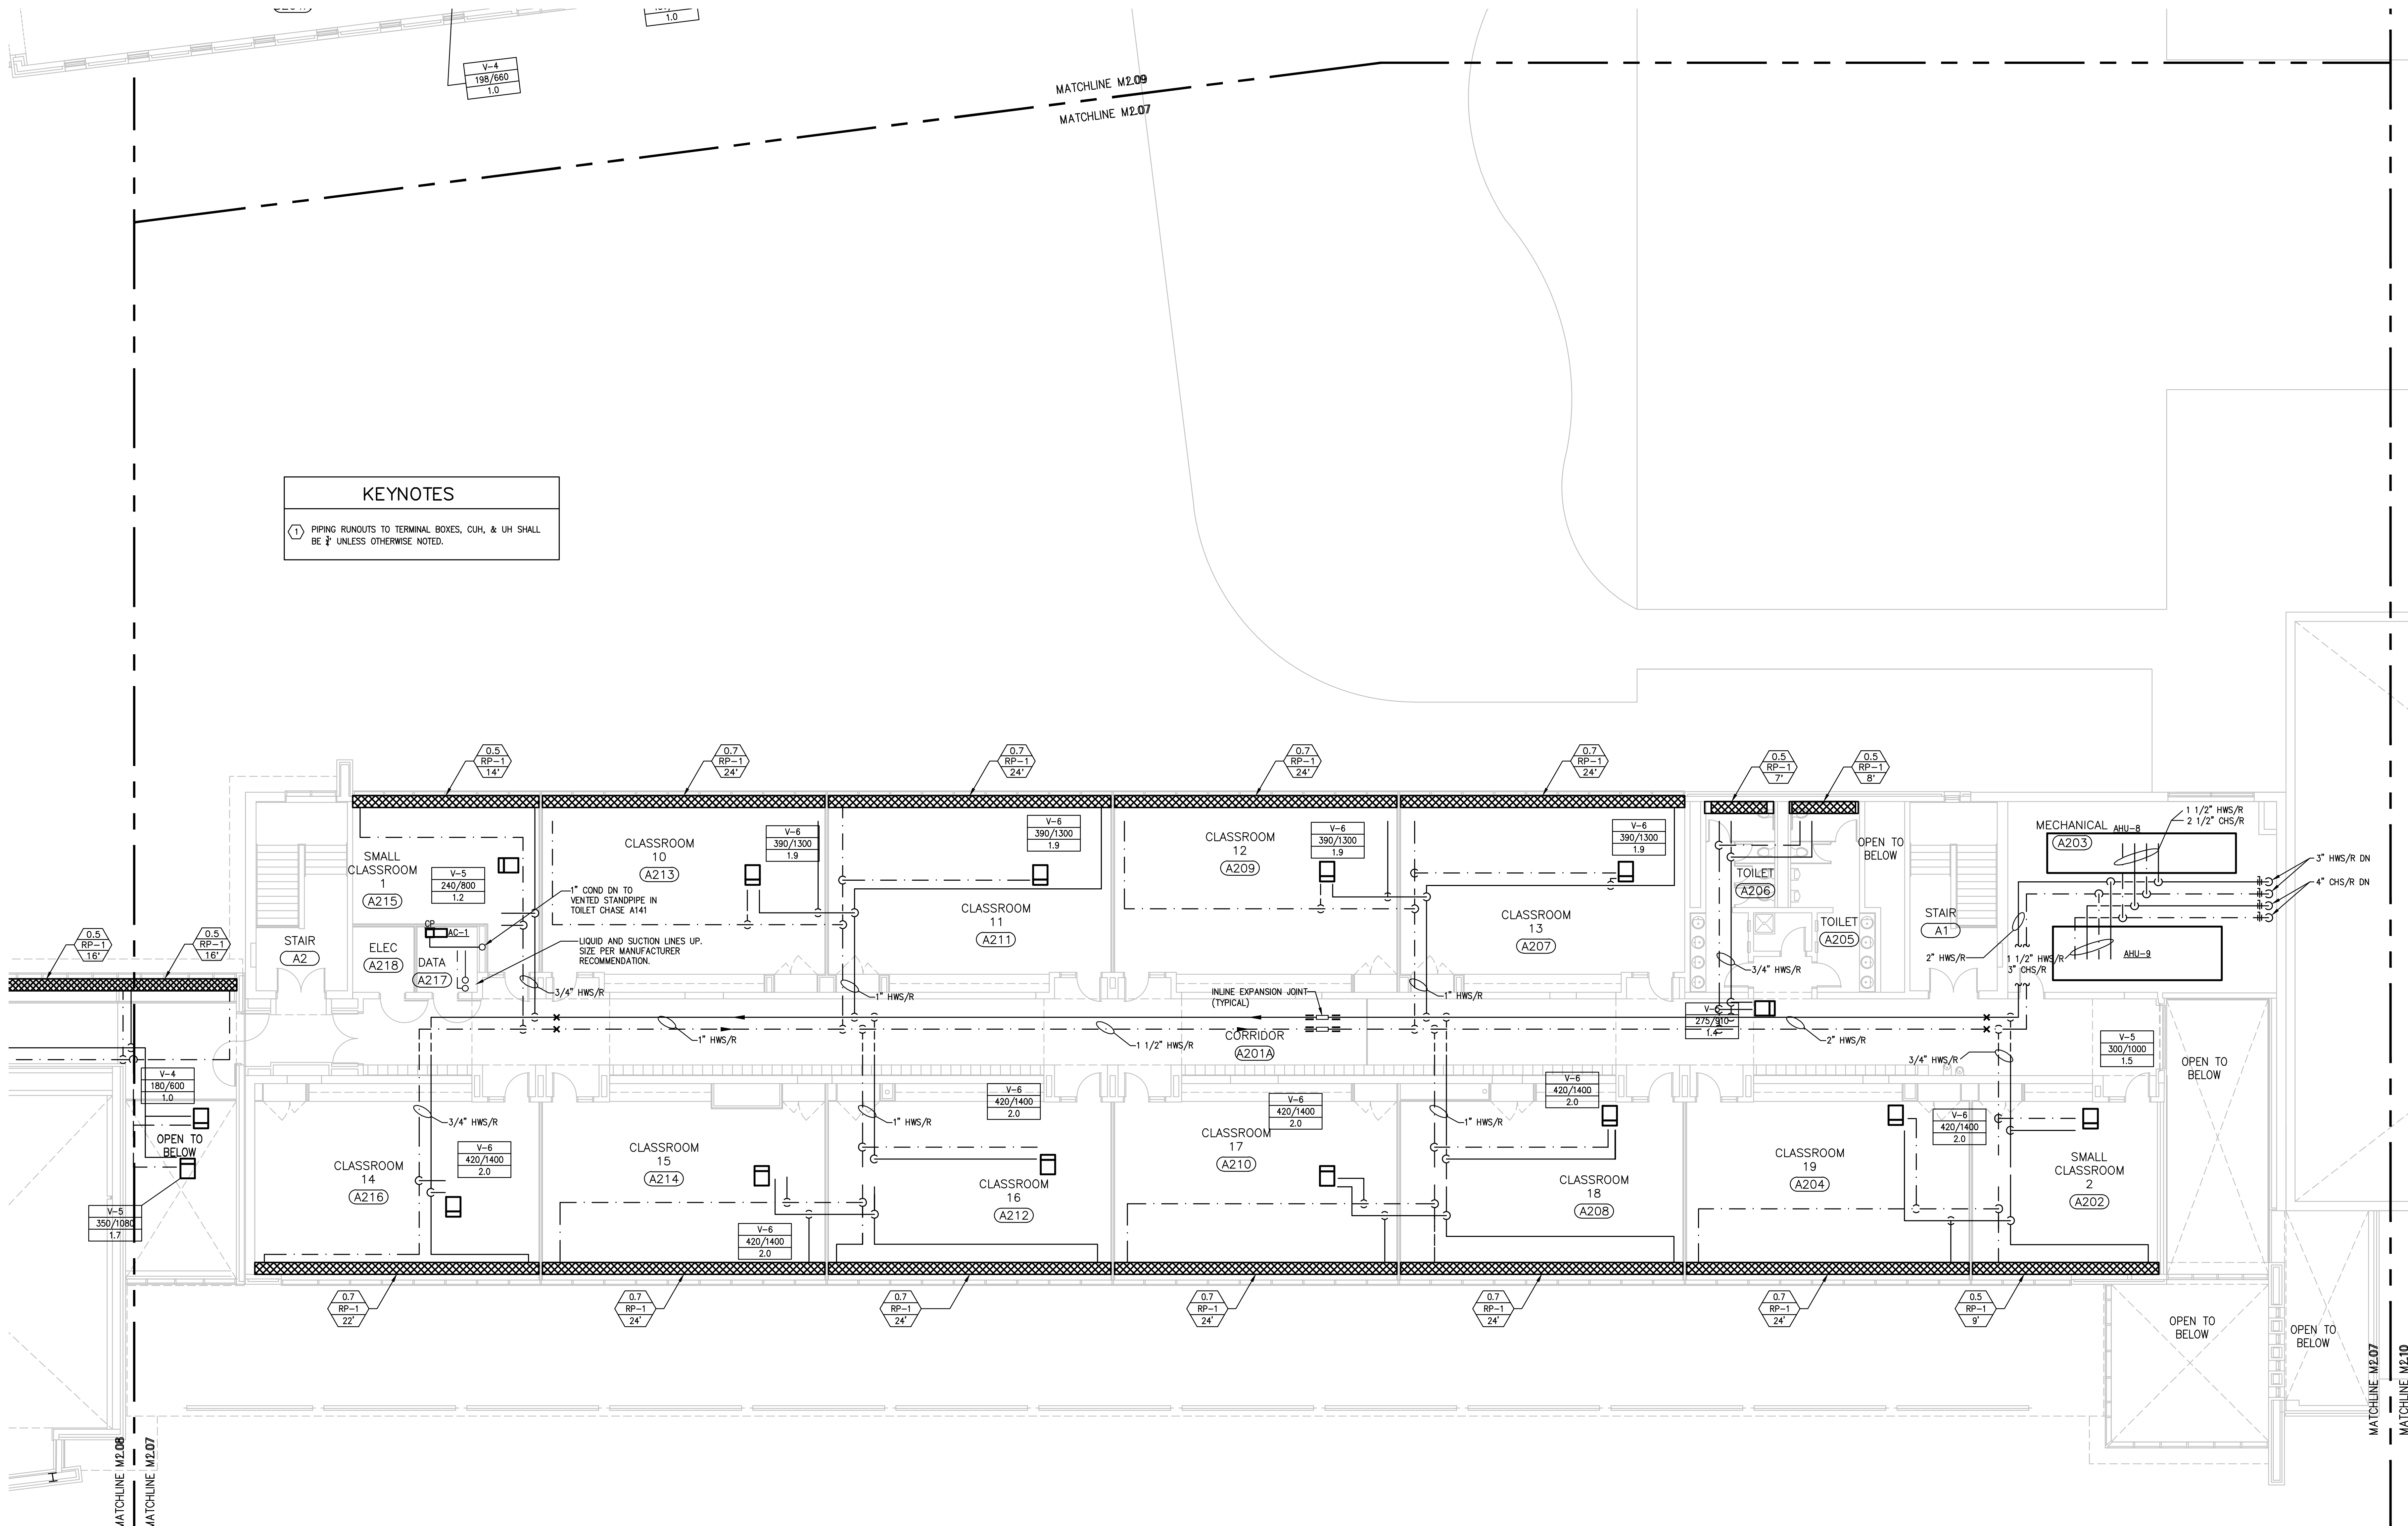 1.0
V-4
198/660
1.0
MATCHLINE M2.09
MATCHLINE M2.07
KEYNOTES
1 PIPING RUNOUTS TO TERMINAL BOXES, CUH, & UH SHALL
BE 3/4" UNLESS OTHERWISE NOTED.
0.5
RP-1
14'
0.7
RP-1
24'
0.7
RP-1
24'
0.7
RP-1
24'
0.7
RP-1
24'
0.5
RP-1
7'
0.5
RP-1
8'
SMALL
CLASSROOM
1
A215
V-5
240/800
1.2
CLASSROOM
10
A213
V-6
390/1300
1.9
CLASSROOM
11
A211
V-6
390/1300
1.9
CLASSROOM
12
A209
V-6
390/1300
1.9
CLASSROOM
13
A207
V-6
390/1300
1.9
TOILET
A206
TOILET
A205
OPEN TO
BELOW
STAIR
A1
MECHANICAL
A203
AHU-8
AHU-9
1 1/2" HWS/R
2 1/2" CHS/R
3" HWS/R DN
4" CHS/R DN
2" HWS/R
1 1/2" HWS/R
3" CHS/R
1" COND DN TO
VENTED STANDPIPE IN
TOILET CHASE A141
CP
AC-1
LIQUID AND SUCTION LINES UP.
SIZE PER MANUFACTURER
RECOMMENDATION.
STAIR
A2
ELEC
A218
DATA
A217
0.5
RP-1
16'
0.5
RP-1
16'
3/4" HWS/R
1" HWS/R
INLINE EXPANSION JOINT
(TYPICAL)
1" HWS/R
3/4" HWS/R
275/910
1.4
1" HWS/R
1 1/2" HWS/R
CORRIDOR
A201A
2" HWS/R
3/4" HWS/R
V-5
300/1000
1.5
OPEN TO
BELOW
V-4
180/600
1.0
OPEN TO
BELOW
V-5
350/1080
1.7
3/4" HWS/R
V-6
420/1400
2.0
CLASSROOM
14
A216
CLASSROOM
15
A214
V-6
420/1400
2.0
1" HWS/R
V-6
420/1400
2.0
CLASSROOM
16
A212
CLASSROOM
17
A210
V-6
420/1400
2.0
1" HWS/R
V-6
420/1400
2.0
CLASSROOM
18
A208
CLASSROOM
19
A204
V-6
420/1400
2.0
SMALL
CLASSROOM
2
A202
0.7
RP-1
22'
0.7
RP-1
24'
0.7
RP-1
24'
0.7
RP-1
24'
0.7
RP-1
24'
0.7
RP-1
24'
0.5
RP-1
9'
OPEN TO
BELOW
OPEN TO
BELOW
MATCHLINE M2.08
MATCHLINE M2.07
MATCHLINE M2.07
MATCHLINE M2.10